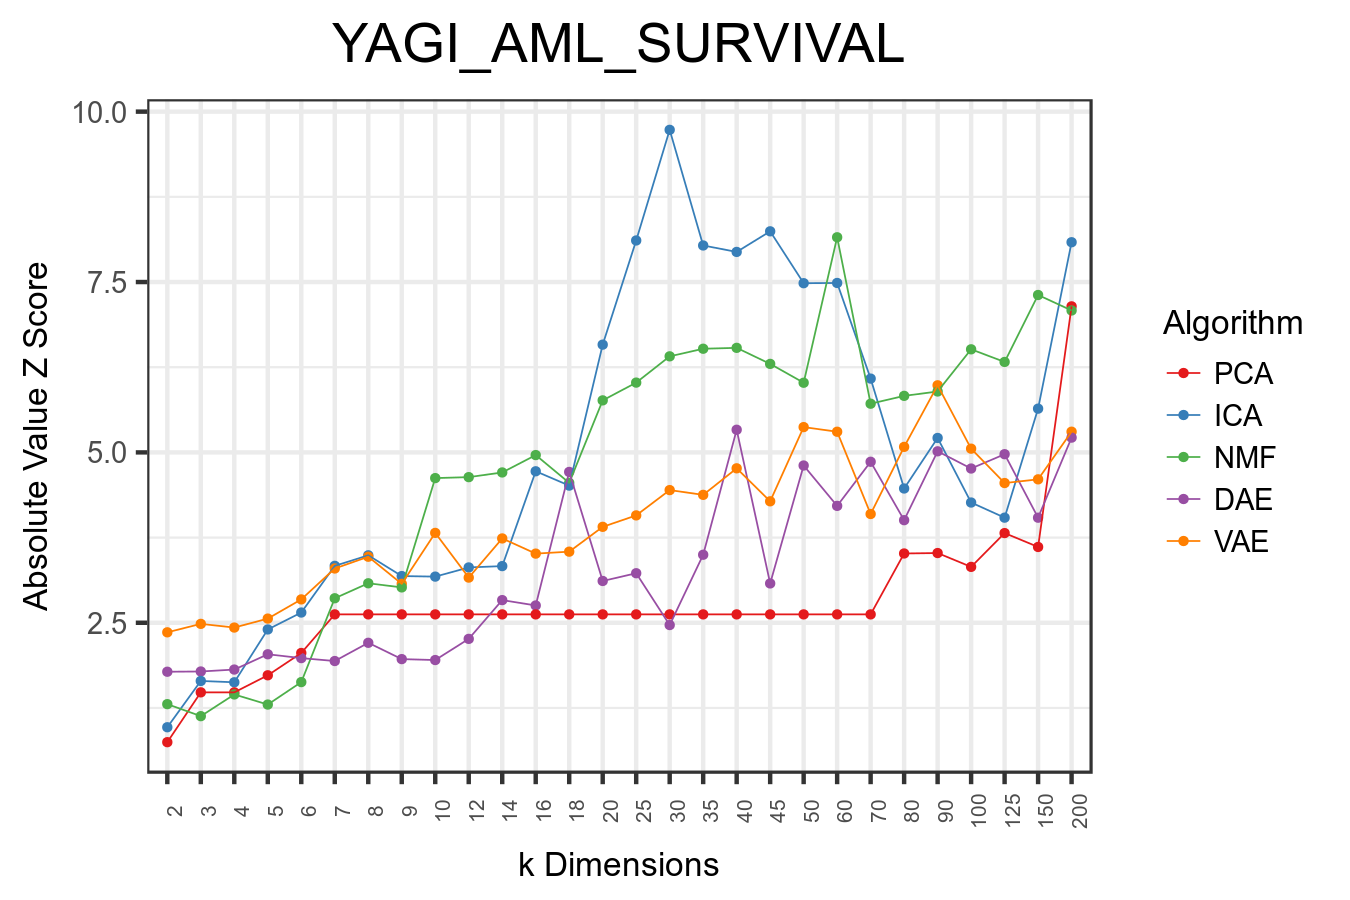 YAGI_AML_SURVIVAL
10.0
7.5
5.0
2.5
Absolute Value Z Score
2 3 4 5 6 7 8 9 10 12 14 16 18 20 25 30 35 40 45 50 60 70 80 90 100 125 150 200
k Dimensions
Algorithm
PCA
ICA
NMF
DAE
VAE